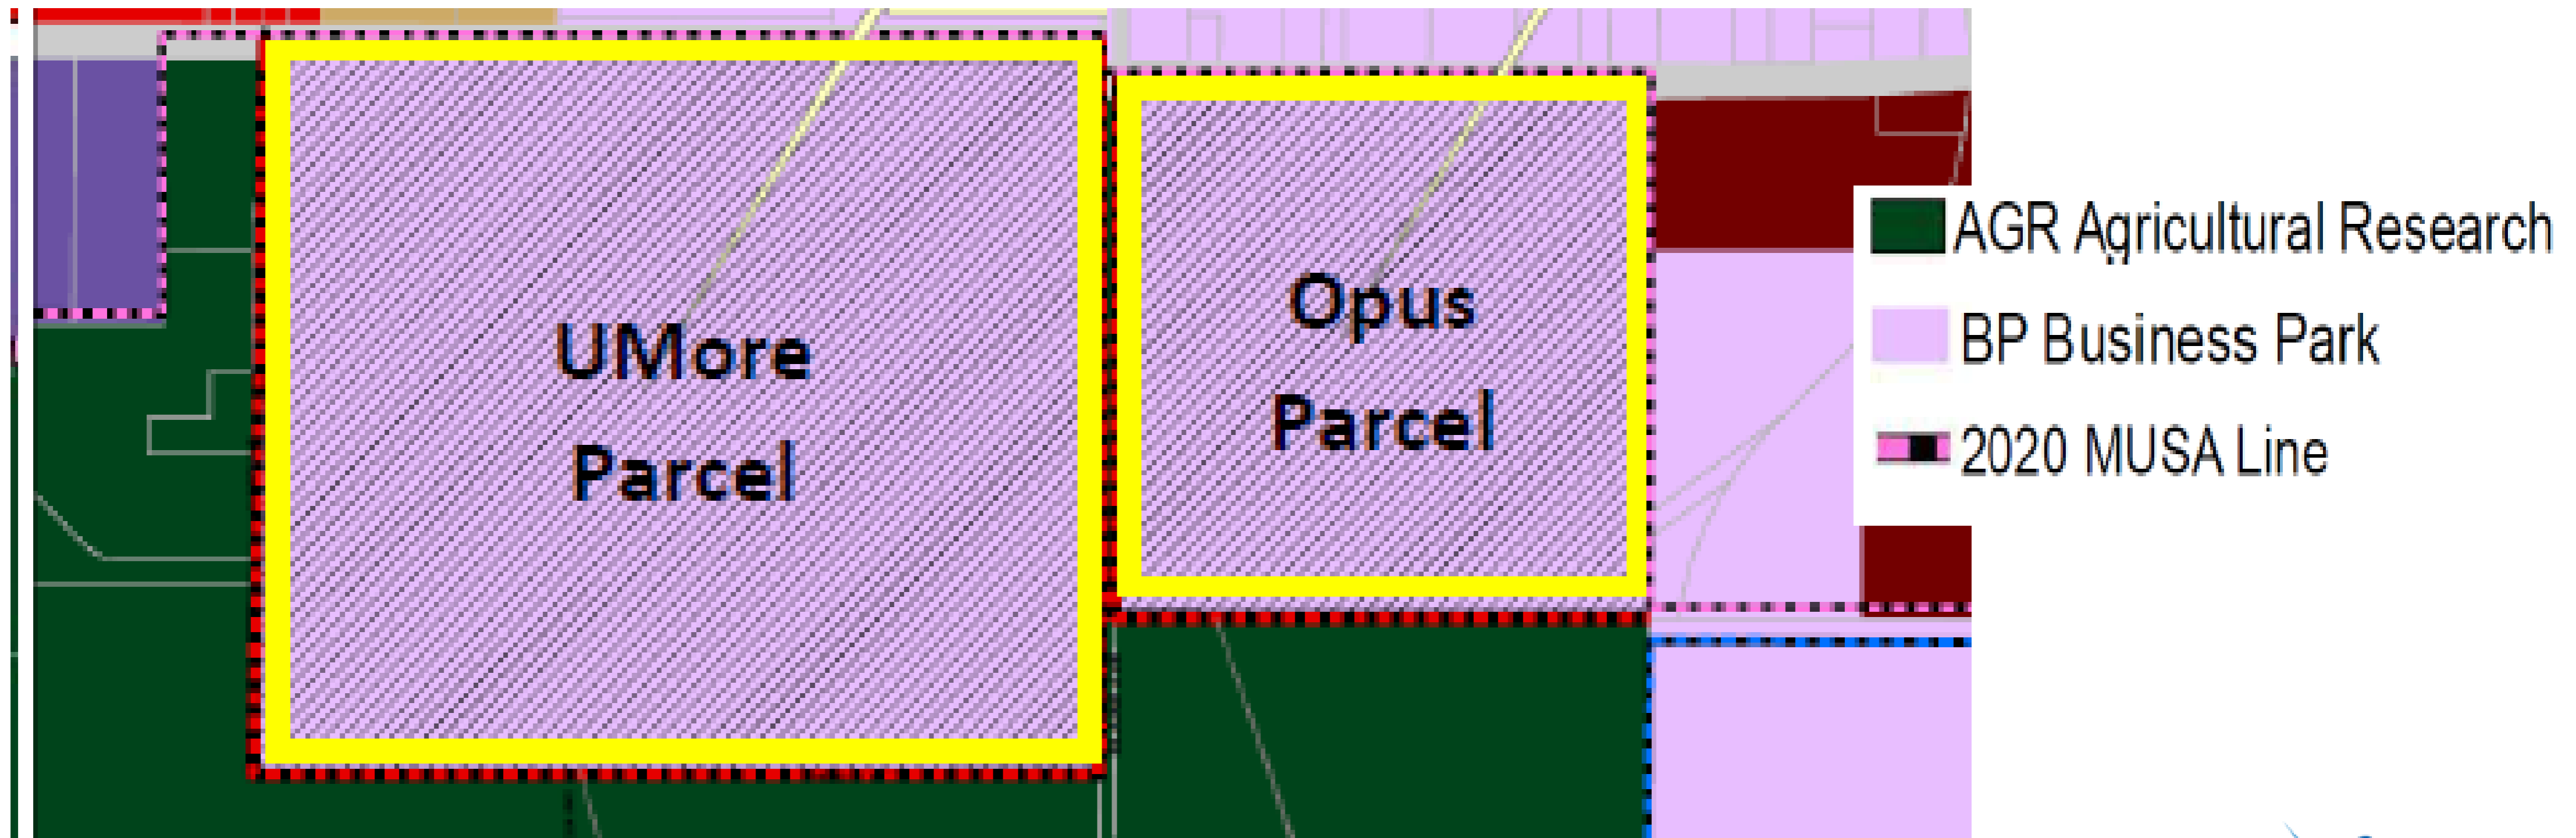 UMore
Parcel
Opus
Parcel
AGR Agricultural Research
BP Business Park
2020 MUSA Line